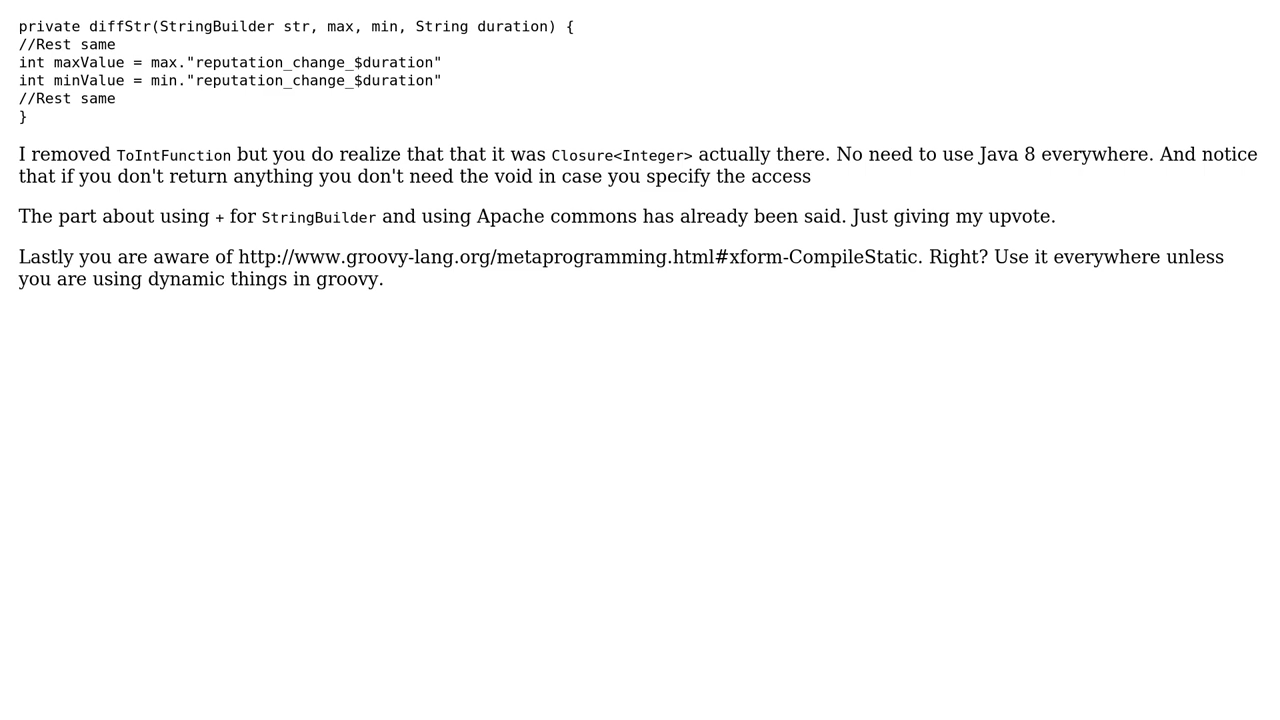 private diffStr(StringBuilder str, max, min, String duration) {
//Rest same
int maxValue = max."reputation_change_$duration"
int minValue = min."reputation_change_$duration"
//Rest same
}
I removed ToIntFunction but you do realize that that it was Closure<Integer> actually there. No need to use Java 8 everywhere. And notice
that if you don't return anything you don't need the void in case you specify the access
The part about using + for StringBuilder and using Apache commons has already been said. Just giving my upvote.
Lastly you are aware of http://www.groovy-lang.org/metaprogramming.html#xform-CompileStatic. Right? Use it everywhere unless
you are using dynamic things in groovy.